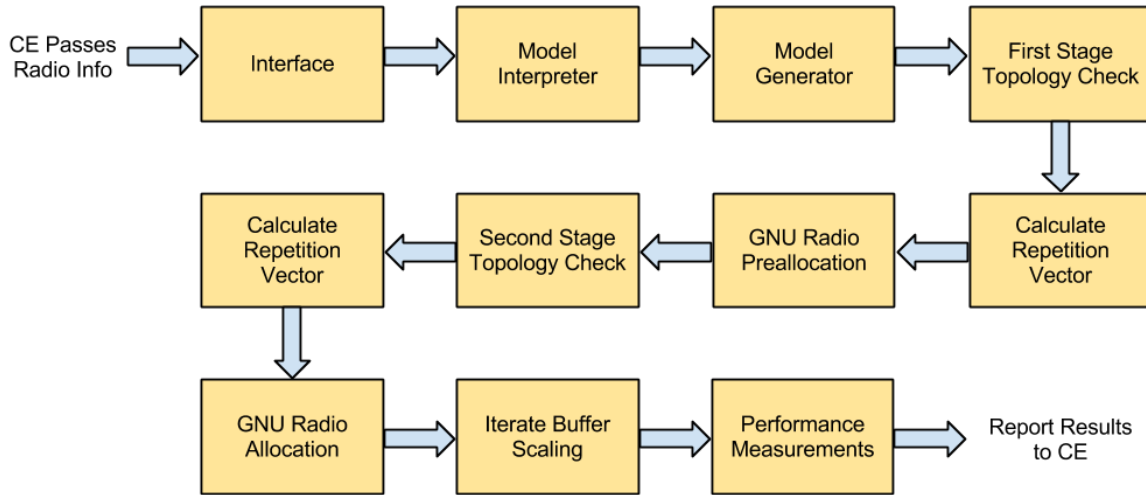 CE Passes
Radio Info
Interface
Model
Interpreter
Model
Generator
First Stage
Topology Check
Calculate
Repetition
Vector
GNU Radio
Preallocation
Second Stage
Topology Check
Calculate
Repetition
Vector
GNU Radio
Allocation
Iterate Buffer
Scaling
Performance
Measurements
Report Results
to CE